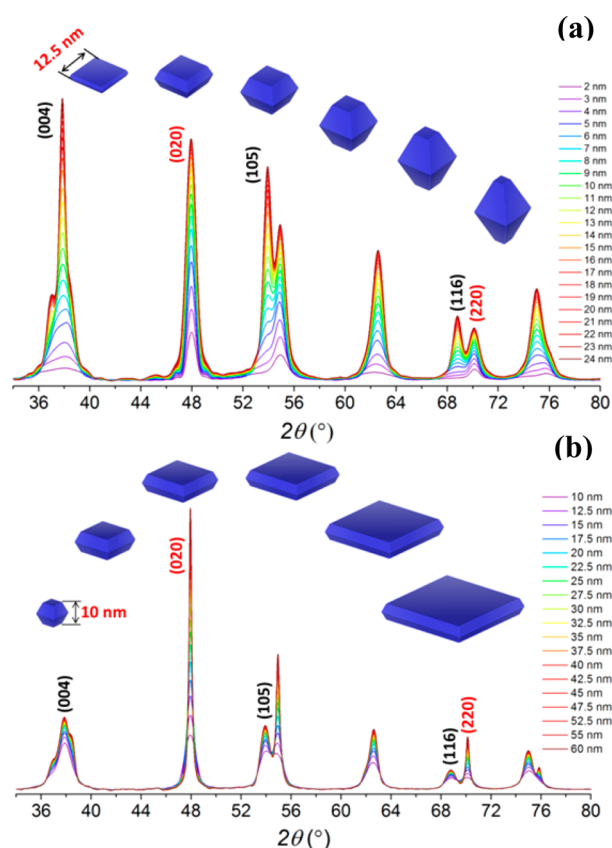 (a)
12.5 nm
(004)
(020)
(105)
(116)
(220)
2 nm
3 nm
4 nm
5 nm
6 nm
7 nm
8 nm
9 nm
10 nm
11 nm
12 nm
13 nm
14 nm
15 nm
16 nm
17 nm
18 nm
19 nm
20 nm
21 nm
22 nm
23 nm
24 nm
36 40 44 48 52 56 60 64 68 72 76 80
2θ (°)
(b)
10 nm
(004)
(020)
(105)
(116)
(220)
10 nm
12.5 nm
15 nm
17.5 nm
20 nm
22.5 nm
25 nm
27.5 nm
30 nm
32.5 nm
35 nm
37.5 nm
40 nm
42.5 nm
45 nm
47.5 nm
52.5 nm
55 nm
60 nm
36 40 44 48 52 56 60 64 68 72 76 80
2θ (°)